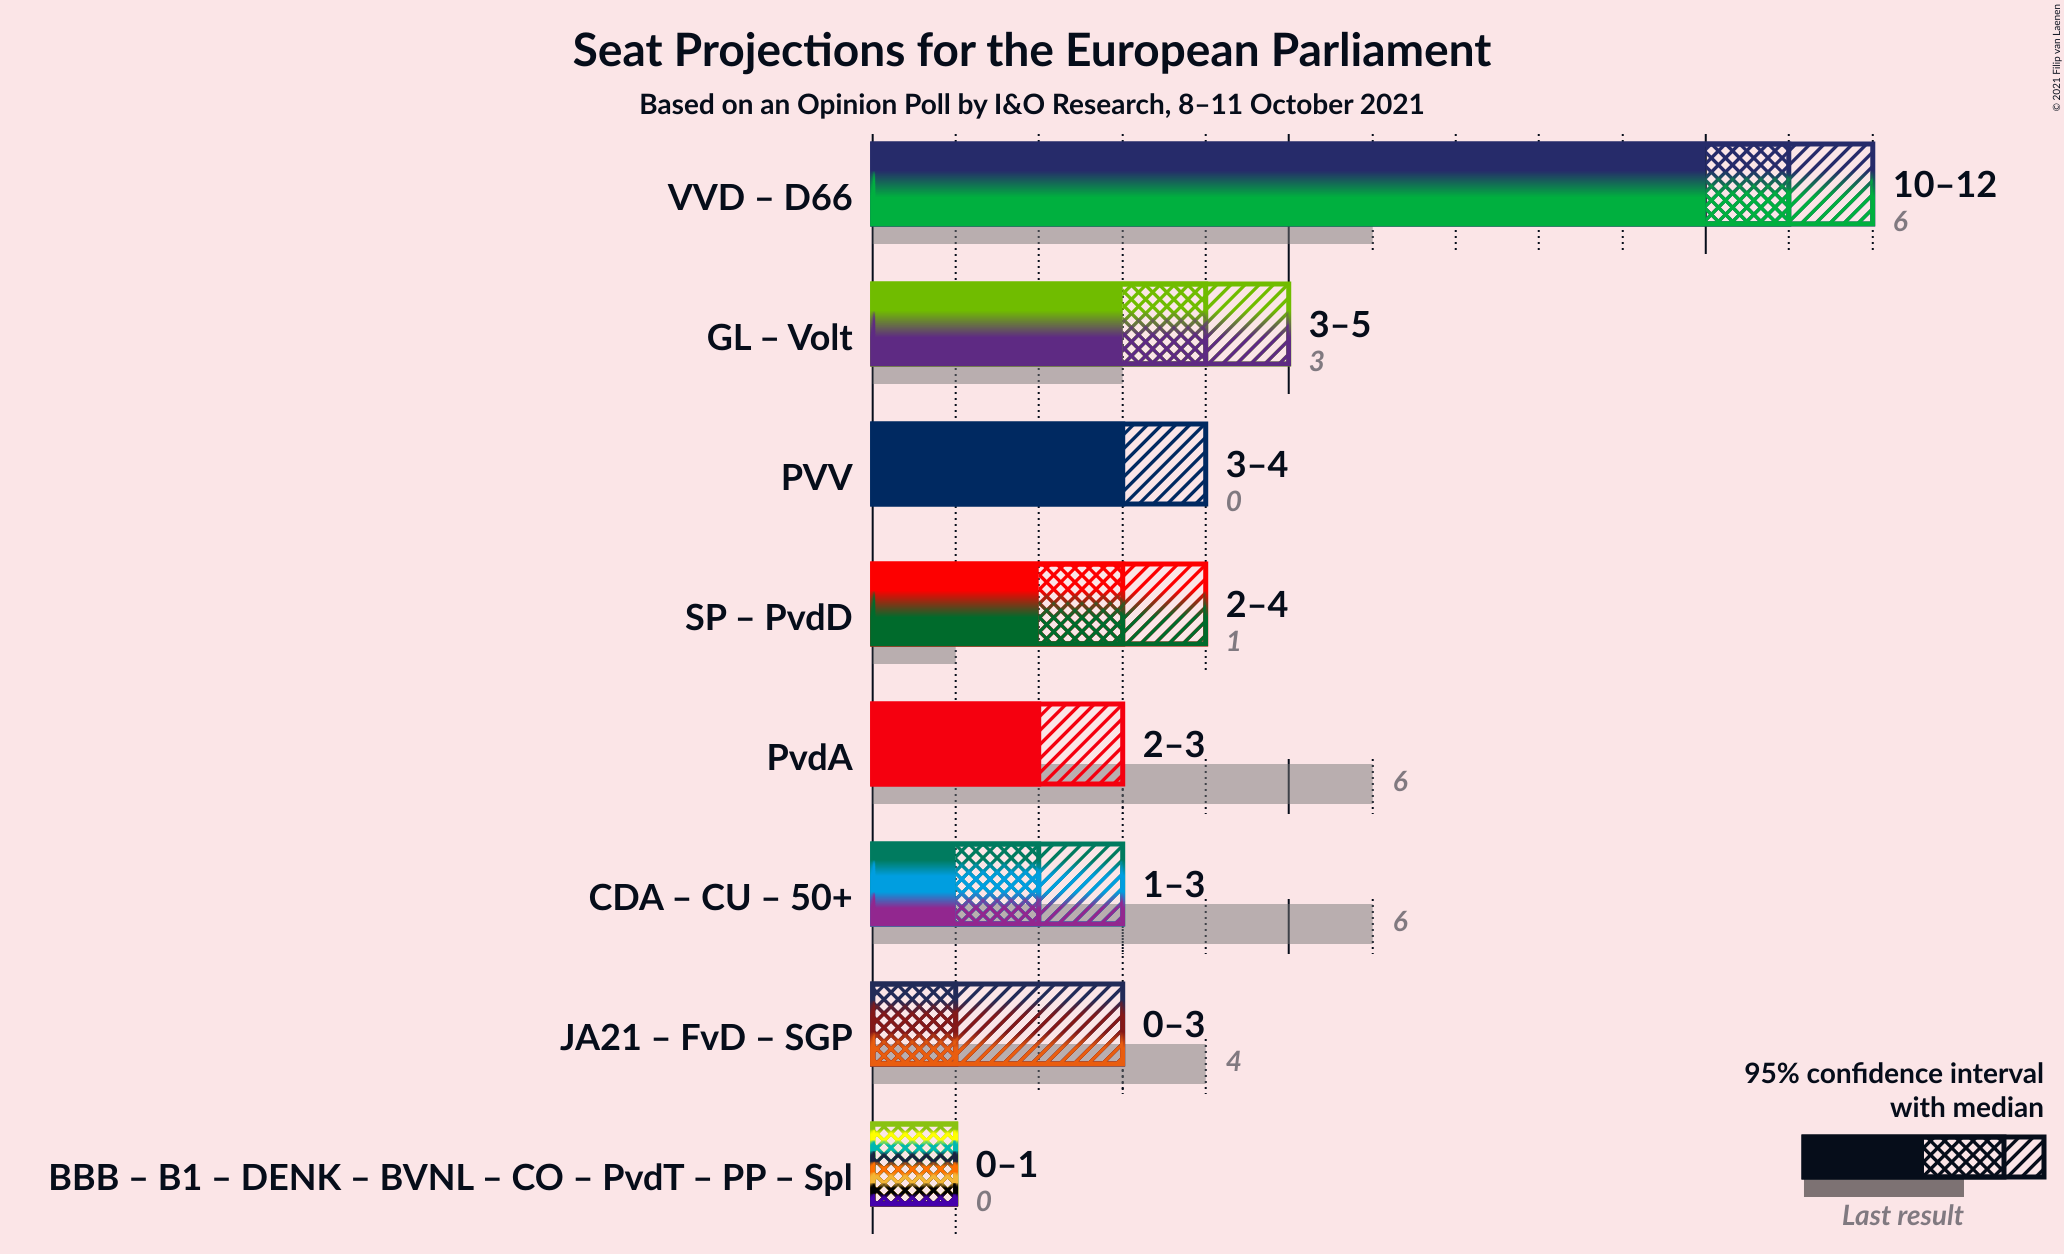 Seat Projections for the European Parliament
Based on an Opinion Poll by I&O Research, 8–11 October 2021
© 2021 Filip van Laenen
VVD – D66
10–12
6
GL – Volt
3–5
3
PVV
3–4
0
SP – PvdD
2–4
1
PvdA
2–3
6
CDA – CU – 50+
1–3
6
JA21 – FvD – SGP
0–3
4
BBB – B1 – DENK – BVNL – CO – PvdT – PP – Spl
0–1
0
95% confidence interval
with median
Last result